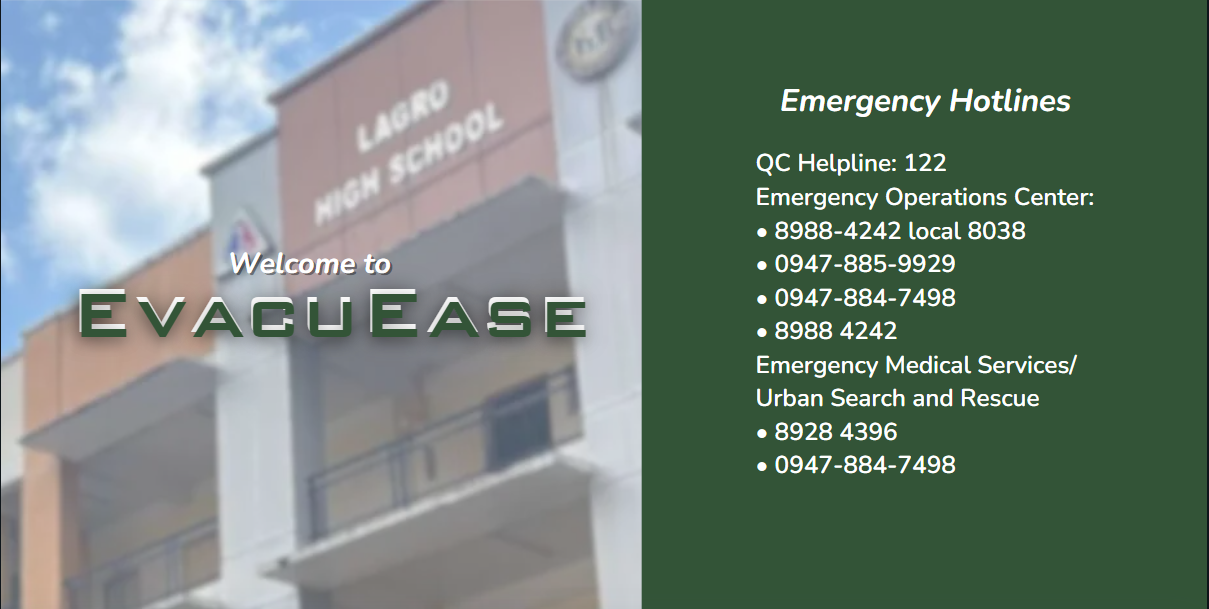 LAGRO
HIGH SCHOOL
Welcome to
EVACUEASE
Emergency Hotlines
QC Helpline: 122
Emergency Operations Center:
• 8988-4242 local 8038
• 0947-885-9929
• 0947-884-7498
• 8988 4242
Emergency Medical Services/
Urban Search and Rescue
• 8928 4396
• 0947-884-7498